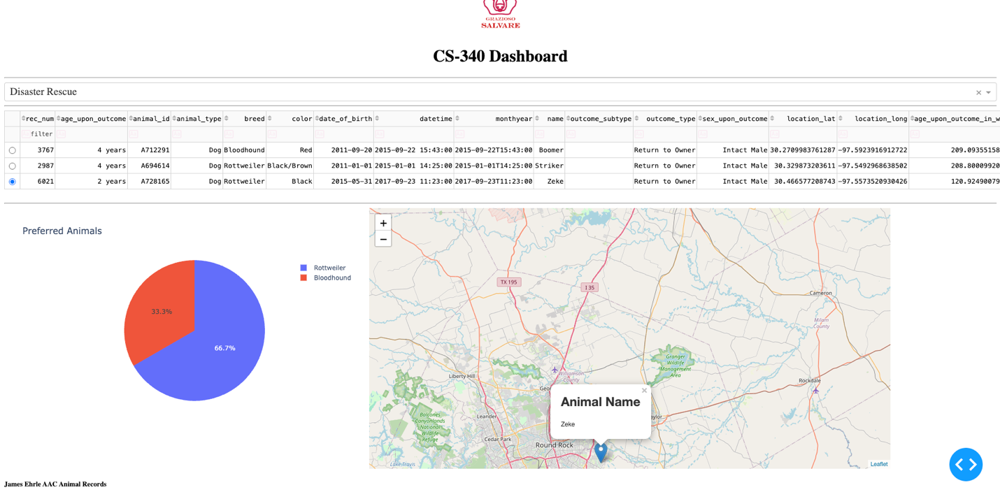 GRAZIOSO
SALVARE
CS-340 Dashboard
Disaster Rescue
rec_num age_upon_outcome animal_id animal_type breed color date_of_birth datetime monthyear name outcome_subtype outcome_type sex_upon_outcome location_lat location_long age_upon_outcome_in_w
filter
3767 4 years A712291 Dog Bloodhound Red 2011-09-20 2015-09-22 15:43:00 2015-09-22T15:43:00 Boomer Return to Owner Intact Male 30.2709983761287 -97.5923916912722 209.09355158
2987 4 years A694614 Dog Rottweiler Black/Brown 2011-01-01 2015-01-01 14:25:00 2015-01-01T14:25:00 Striker Return to Owner Intact Male 30.329873203611 -97.5492968638502 208.80009920
6021 2 years A728165 Dog Rottweiler Black 2015-05-31 2017-09-23 11:23:00 2017-09-23T11:23:00 Zeke Return to Owner Intact Male 30.466577208743 -97.5573520930426 120.92490079
Preferred Animals
Rottweiler
Bloodhound
33.3%
66.7%
+
−
TX 195
I 35
Cameron
Milam
County
Granger
Wildlife
Management
Area
Liberty Hill
Williamson
County
Rockdale
Geor
Animal Name
Zeke
Balcones
Canyonlands
National
Wildlife
Refuge
Leander
aylor
Cedar Park
Round Rock
Lake Travis
Leaflet
James Ehrle AAC Animal Records